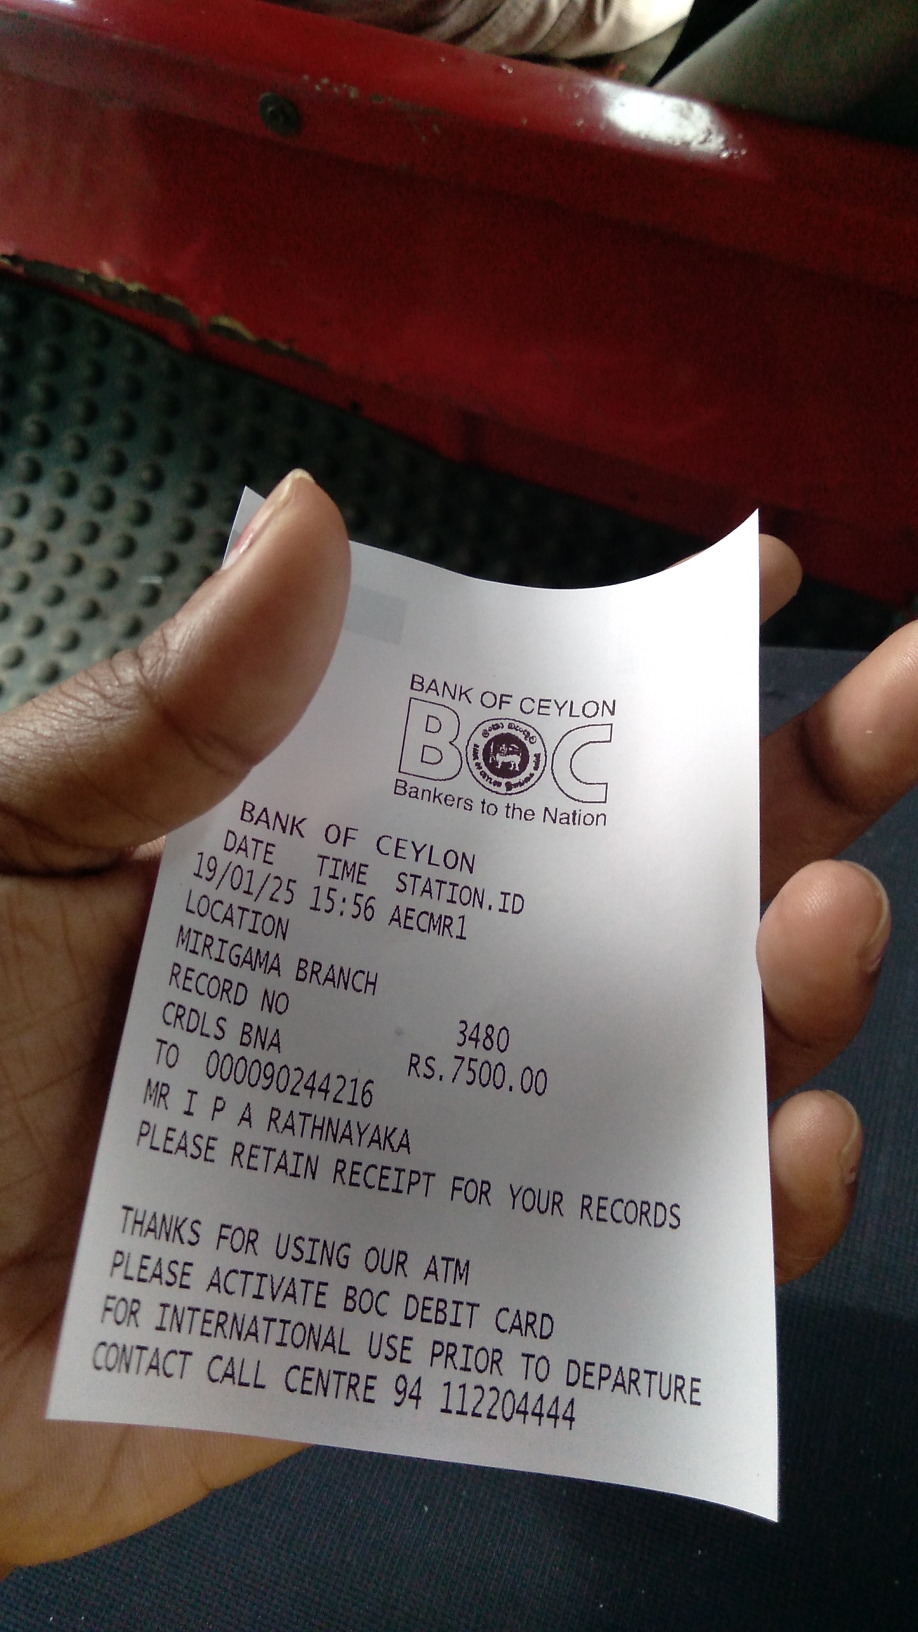 BANK OF CEYLON
BOC
Bankers to the Nation
BANK OF CEYLON
DATE TIME STATION.ID
19/01/25 15:56 AECMR1
LOCATION
MIRIGAMA BRANCH
RECORD NO 3480
CRDLS BNA RS.7500.00
TO 000090244216
MR I P A RATHNAYAKA
PLEASE RETAIN RECEIPT FOR YOUR RECORDS
THANKS FOR USING OUR ATM
PLEASE ACTIVATE BOC DEBIT CARD
FOR INTERNATIONAL USE PRIOR TO DEPARTURE
CONTACT CALL CENTRE 94 112204444